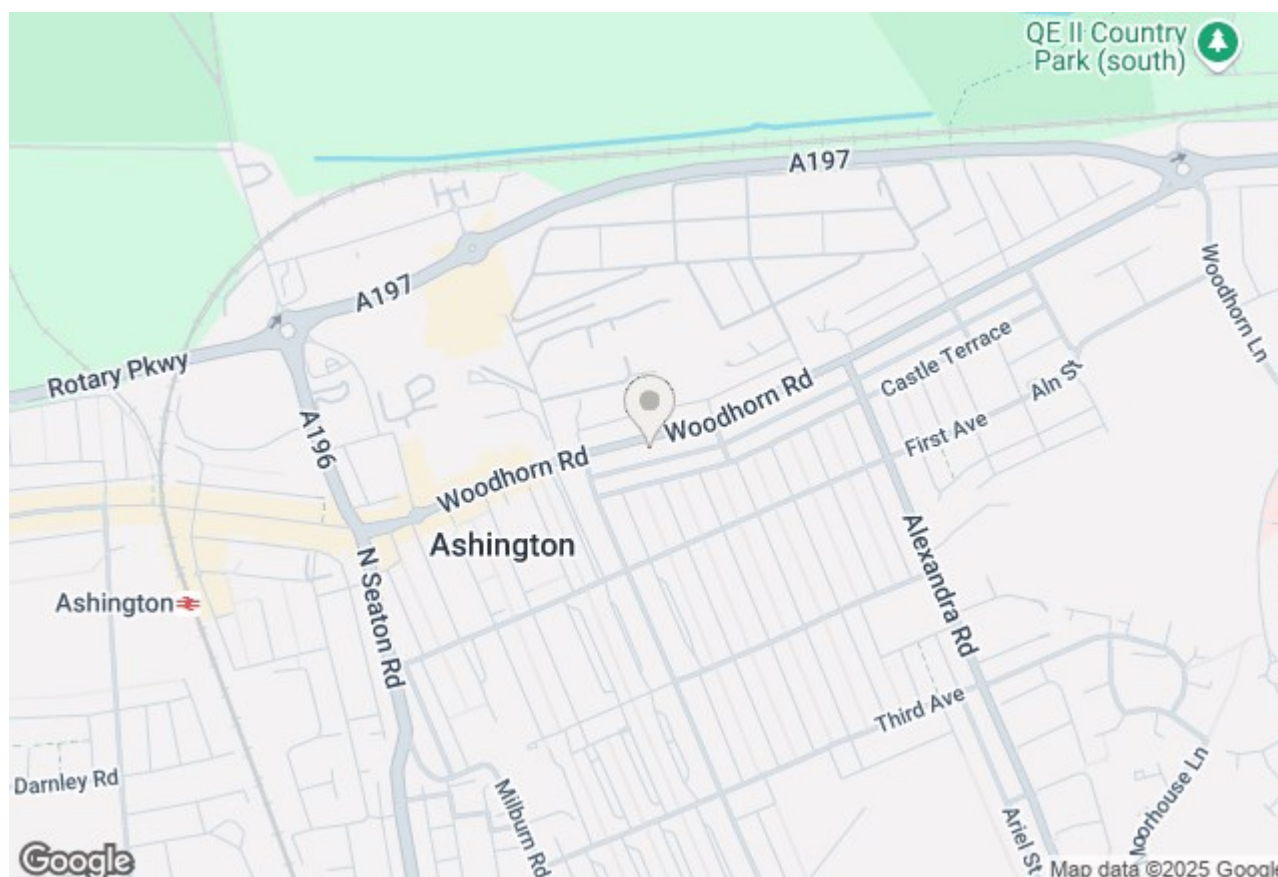 QE II Country
Park (south)
A197
A197
Rotary Pkwy
A196
Woodhorn Rd
Woodhorn Rd
Castle Terrace
Woodhorn Ln
Aln St
First Ave
Ashington
N Seaton Rd
Ashington
Alexandra Rd
Third Ave
Darnley Rd
Milburn Rd
Ariel St
Moorhouse Ln
Google
Map data ©2025 Google